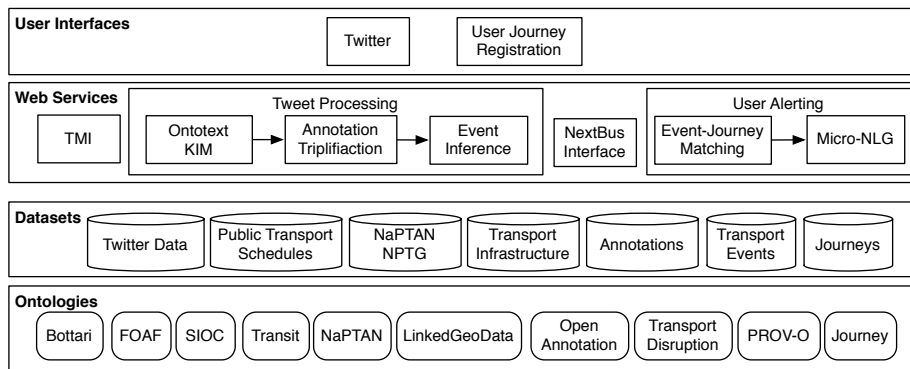 User Interfaces
Twitter
User Journey
Registration
Web Services
TMI
Tweet Processing
Ontotext
KIM
Annotation
Triplifiaction
Event
Inference
NextBus
Interface
User Alerting
Event-Journey
Matching
Micro-NLG
Datasets
Twitter Data
Public Transport
Schedules
NaPTAN
NPTG
Transport
Infrastructure
Annotations
Transport
Events
Journeys
Ontologies
Bottari
FOAF
SIOC
Transit
NaPTAN
LinkedGeoData
Open
Annotation
Transport
Disruption
PROV-O
Journey